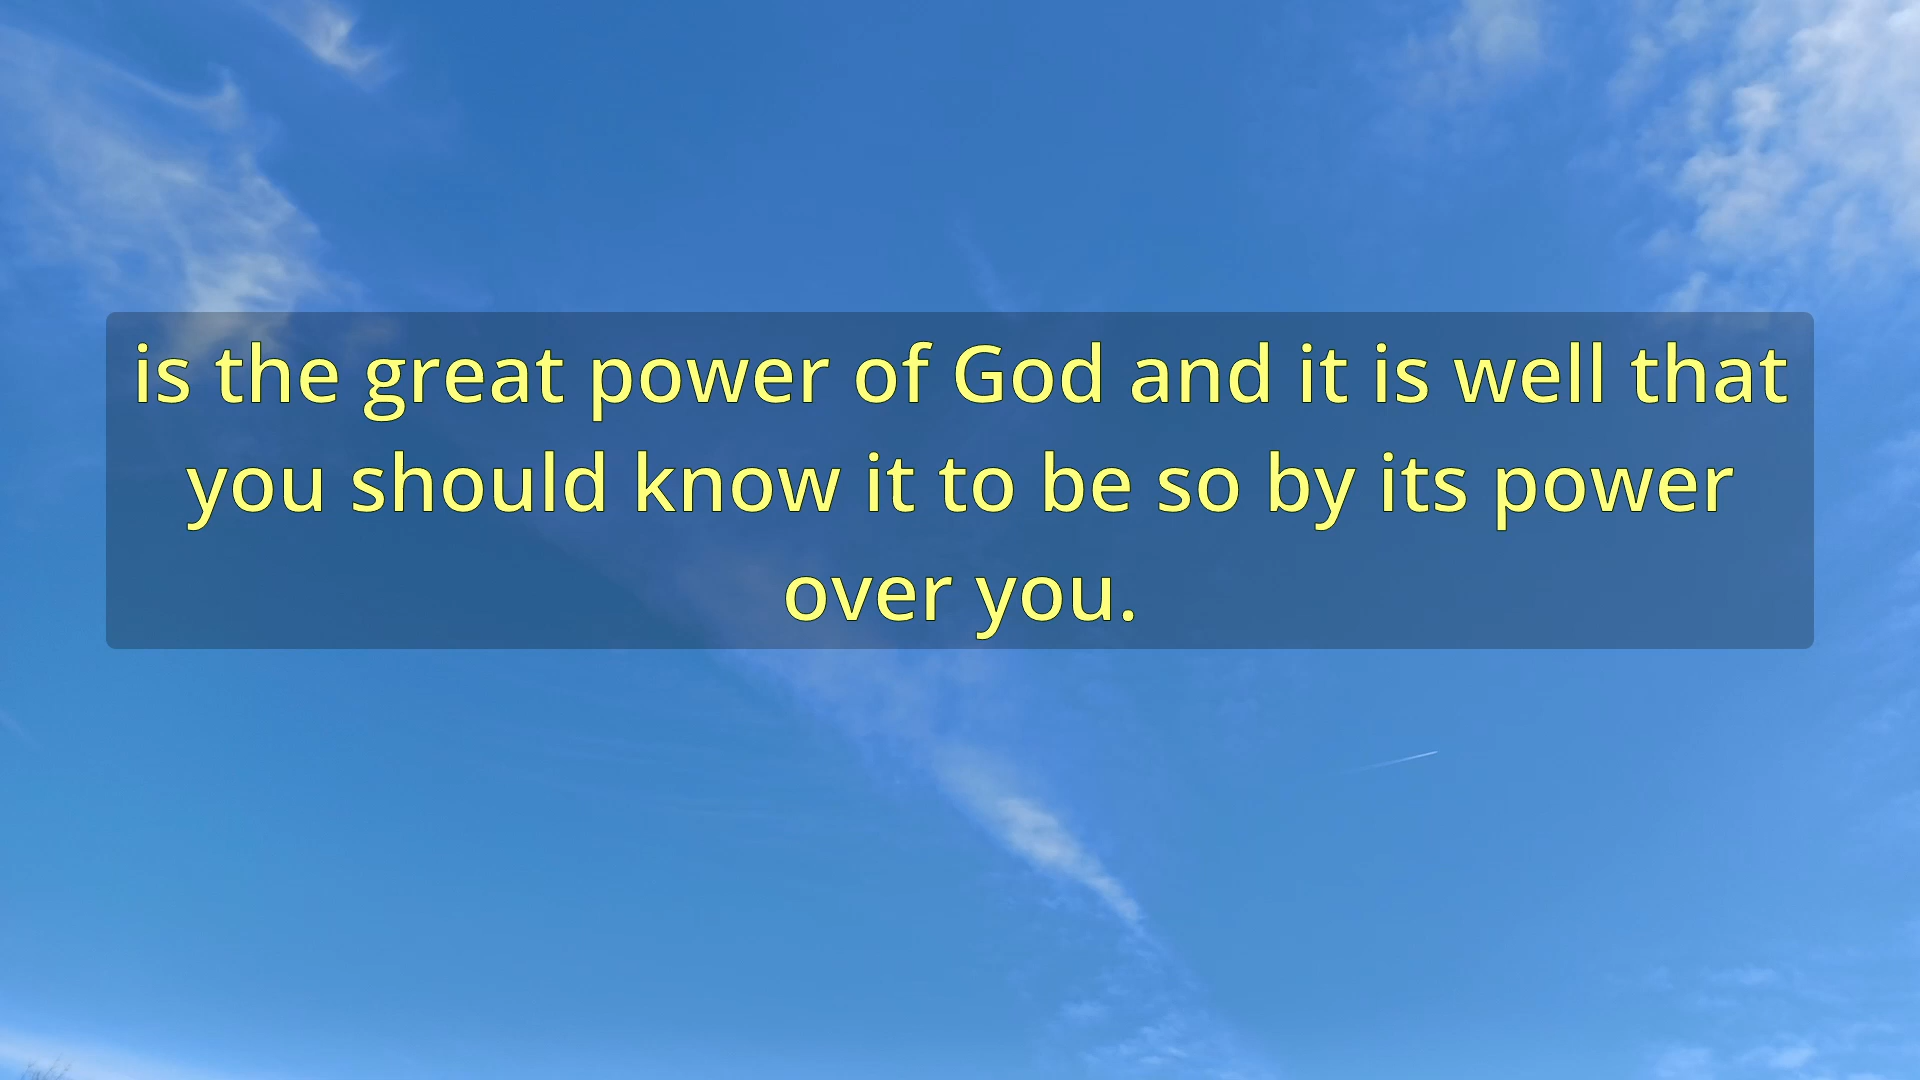 is the great power of God and it is well that
you should know it to be so by its power
over you.